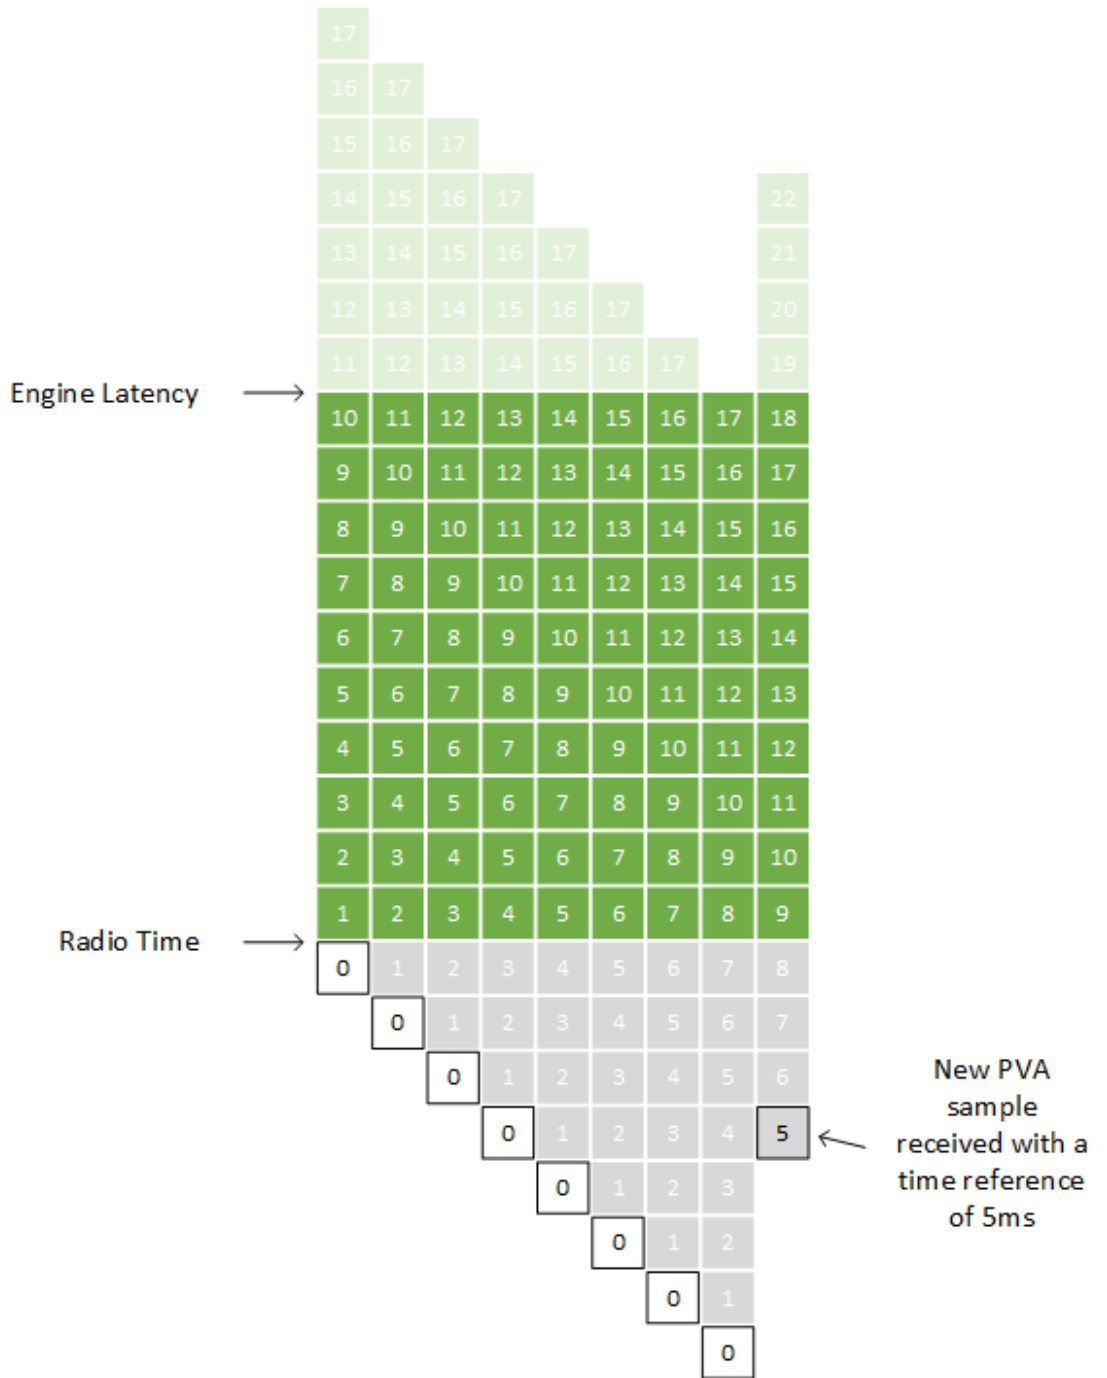 17
16 17
15 16 17
14 15 16 17 22
13 14 15 16 17 21
12 13 14 15 16 17 20
11 12 13 14 15 16 17 19
Engine Latency
10 11 12 13 14 15 16 17 18
9 10 11 12 13 14 15 16 17
8 9 10 11 12 13 14 15 16
7 8 9 10 11 12 13 14 15
6 7 8 9 10 11 12 13 14
5 6 7 8 9 10 11 12 13
4 5 6 7 8 9 10 11 12
3 4 5 6 7 8 9 10 11
2 3 4 5 6 7 8 9 10
1 2 3 4 5 6 7 8 9
Radio Time
0 1 2 3 4 5 6 7 8
0 1 2 3 4 5 6 7
0 1 2 3 4 5 6
0 1 2 3 4 5
0 1 2 3
0 1 2
0 1
0
New PVA
sample
received with a
time reference
of 5ms